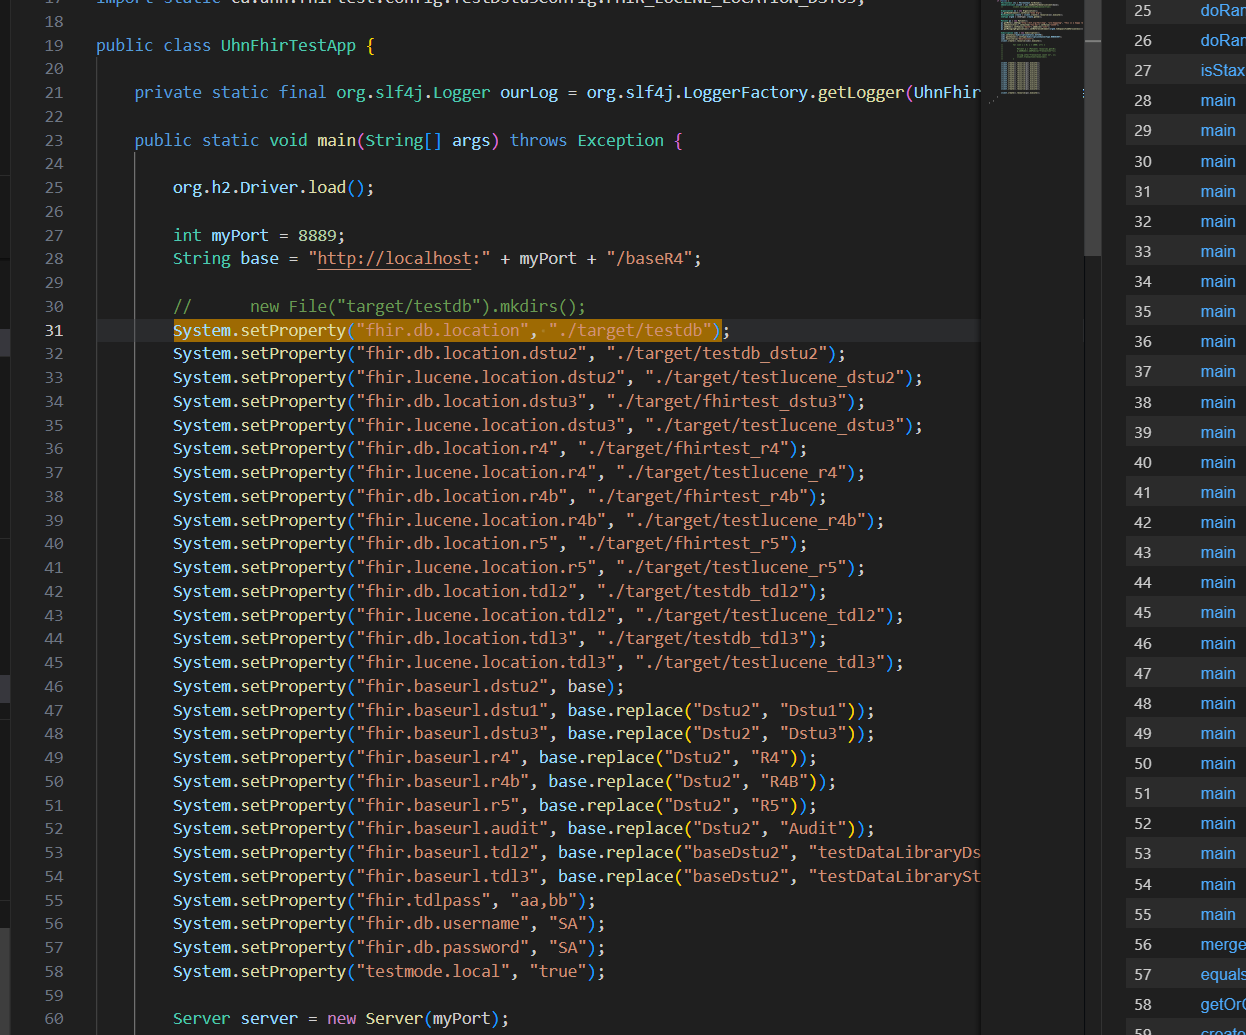 18
19 public class UhnFhirTestApp {
20
21 private static final org.slf4j.Logger ourLog = org.slf4j.LoggerFactory.getLogger(UhnFhir
22
23 public static void main(String[] args) throws Exception {
24
25 org.h2.Driver.load();
26
27 int myPort = 8889;
28 String base = "http://localhost:" + myPort + "/baseR4";
29
30 // new File("target/testdb").mkdirs();
31 System.setProperty("fhir.db.location", "./target/testdb");
32 System.setProperty("fhir.db.location.dstu2", "./target/testdb_dstu2");
33 System.setProperty("fhir.lucene.location.dstu2", "./target/testlucene_dstu2");
34 System.setProperty("fhir.db.location.dstu3", "./target/fhirtest_dstu3");
35 System.setProperty("fhir.lucene.location.dstu3", "./target/testlucene_dstu3");
36 System.setProperty("fhir.db.location.r4", "./target/fhirtest_r4");
37 System.setProperty("fhir.lucene.location.r4", "./target/testlucene_r4");
38 System.setProperty("fhir.db.location.r4b", "./target/fhirtest_r4b");
39 System.setProperty("fhir.lucene.location.r4b", "./target/testlucene_r4b");
40 System.setProperty("fhir.db.location.r5", "./target/fhirtest_r5");
41 System.setProperty("fhir.lucene.location.r5", "./target/testlucene_r5");
42 System.setProperty("fhir.db.location.tdl2", "./target/testdb_tdl2");
43 System.setProperty("fhir.lucene.location.tdl2", "./target/testlucene_tdl2");
44 System.setProperty("fhir.db.location.tdl3", "./target/testdb_tdl3");
45 System.setProperty("fhir.lucene.location.tdl3", "./target/testlucene_tdl3");
46 System.setProperty("fhir.baseurl.dstu2", base);
47 System.setProperty("fhir.baseurl.dstu1", base.replace("Dstu2", "Dstu1"));
48 System.setProperty("fhir.baseurl.dstu3", base.replace("Dstu2", "Dstu3"));
49 System.setProperty("fhir.baseurl.r4", base.replace("Dstu2", "R4"));
50 System.setProperty("fhir.baseurl.r4b", base.replace("Dstu2", "R4B"));
51 System.setProperty("fhir.baseurl.r5", base.replace("Dstu2", "R5"));
52 System.setProperty("fhir.baseurl.audit", base.replace("Dstu2", "Audit"));
53 System.setProperty("fhir.baseurl.tdl2", base.replace("baseDstu2", "testDataLibraryDs
54 System.setProperty("fhir.baseurl.tdl3", base.replace("baseDstu2", "testDataLibrarySt
55 System.setProperty("fhir.tdlpass", "aa,bb");
56 System.setProperty("fhir.db.username", "SA");
57 System.setProperty("fhir.db.password", "SA");
58 System.setProperty("testmode.local", "true");
59
60 Server server = new Server(myPort);
25 doRan
26 doRan
27 isStax
28 main
29 main
30 main
31 main
32 main
33 main
34 main
35 main
36 main
37 main
38 main
39 main
40 main
41 main
42 main
43 main
44 main
45 main
46 main
47 main
48 main
49 main
50 main
51 main
52 main
53 main
54 main
55 main
56 merge
57 equals
58 getOr